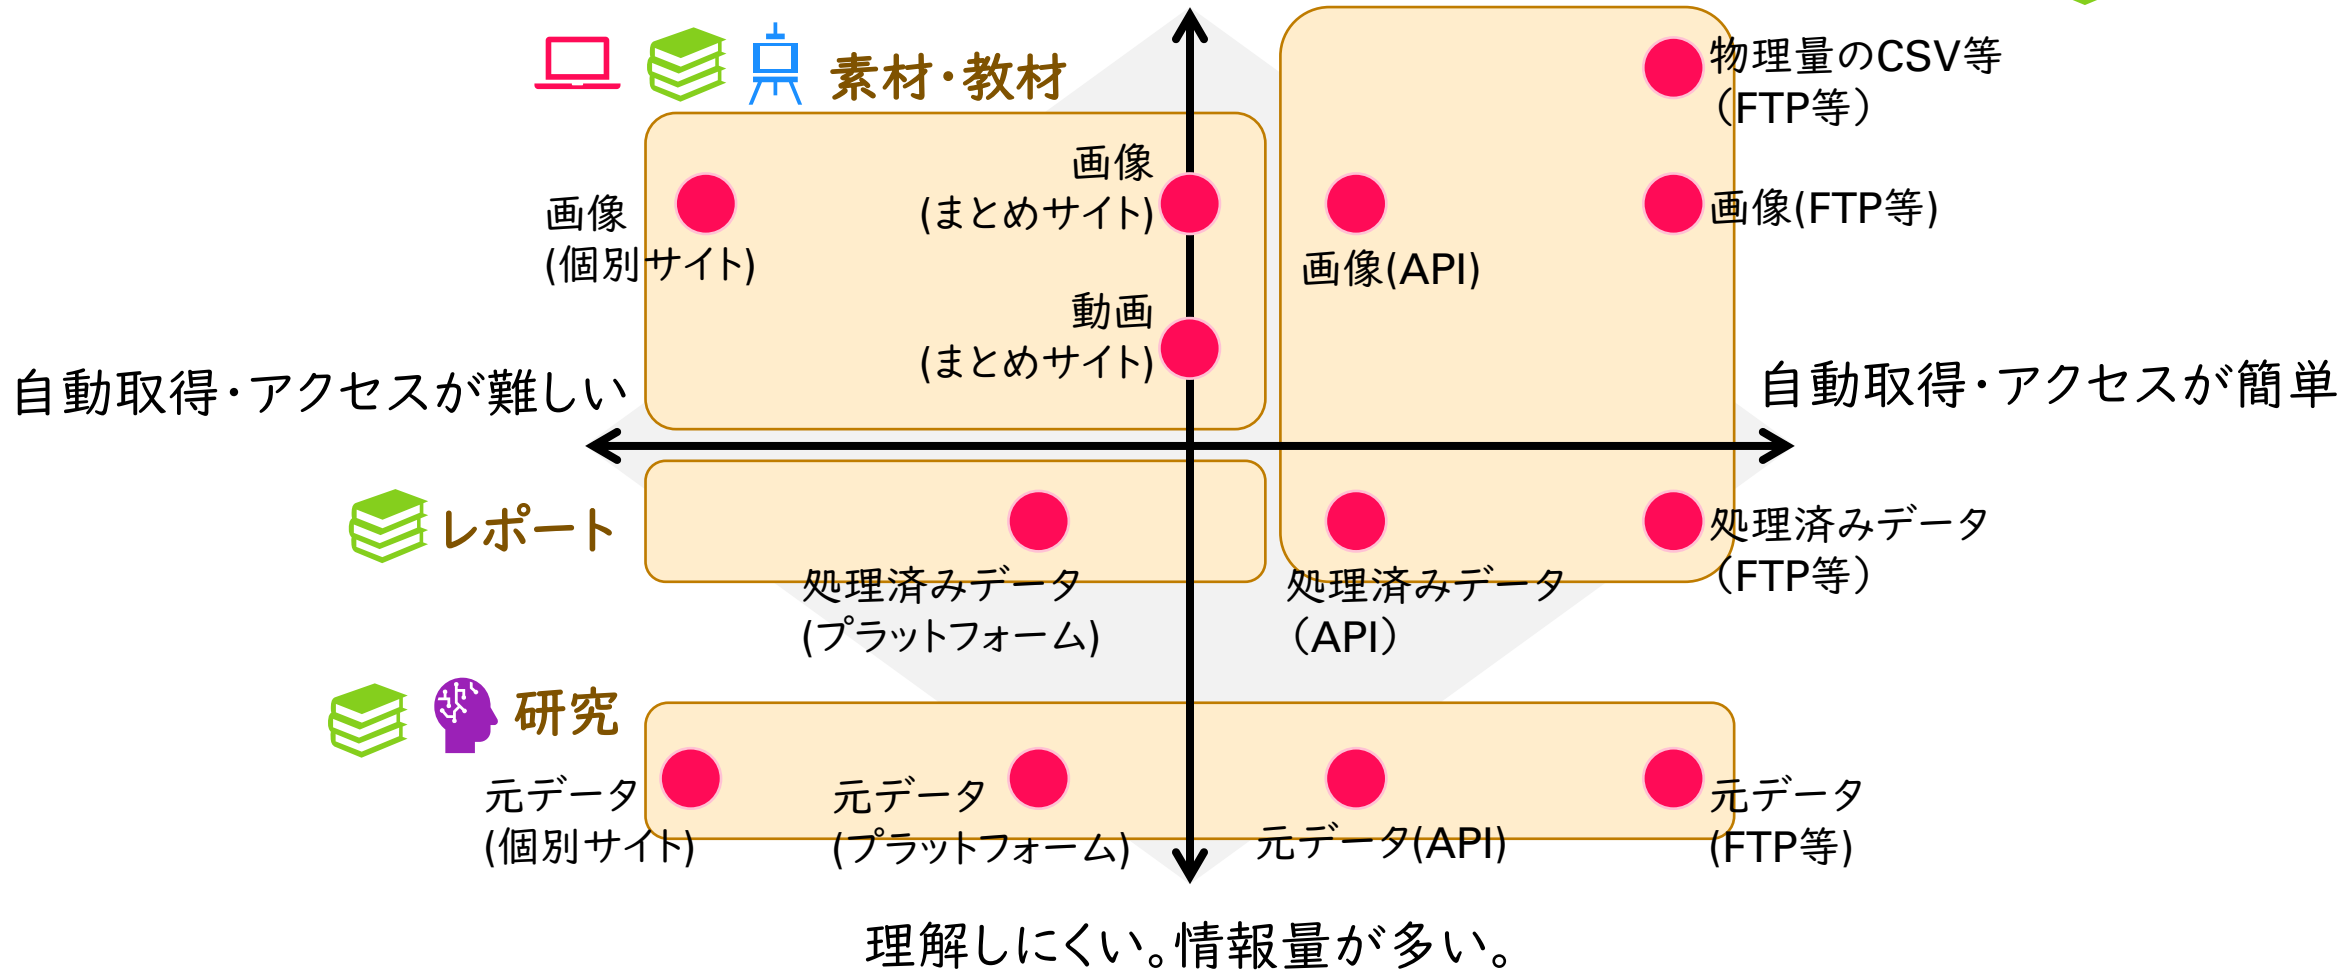 素材・教材
物理量のCSV等
（FTP等）
画像
(個別サイト)
画像
(まとめサイト)
画像(API)
画像(FTP等)
動画
(まとめサイト)
自動取得・アクセスが難しい
自動取得・アクセスが簡単
レポート
処理済みデータ
(プラットフォーム)
処理済みデータ
（API）
処理済みデータ
（FTP等）
研究
元データ
(個別サイト)
元データ
(プラットフォーム)
元データ(API)
元データ
(FTP等)
理解しにくい。情報量が多い。